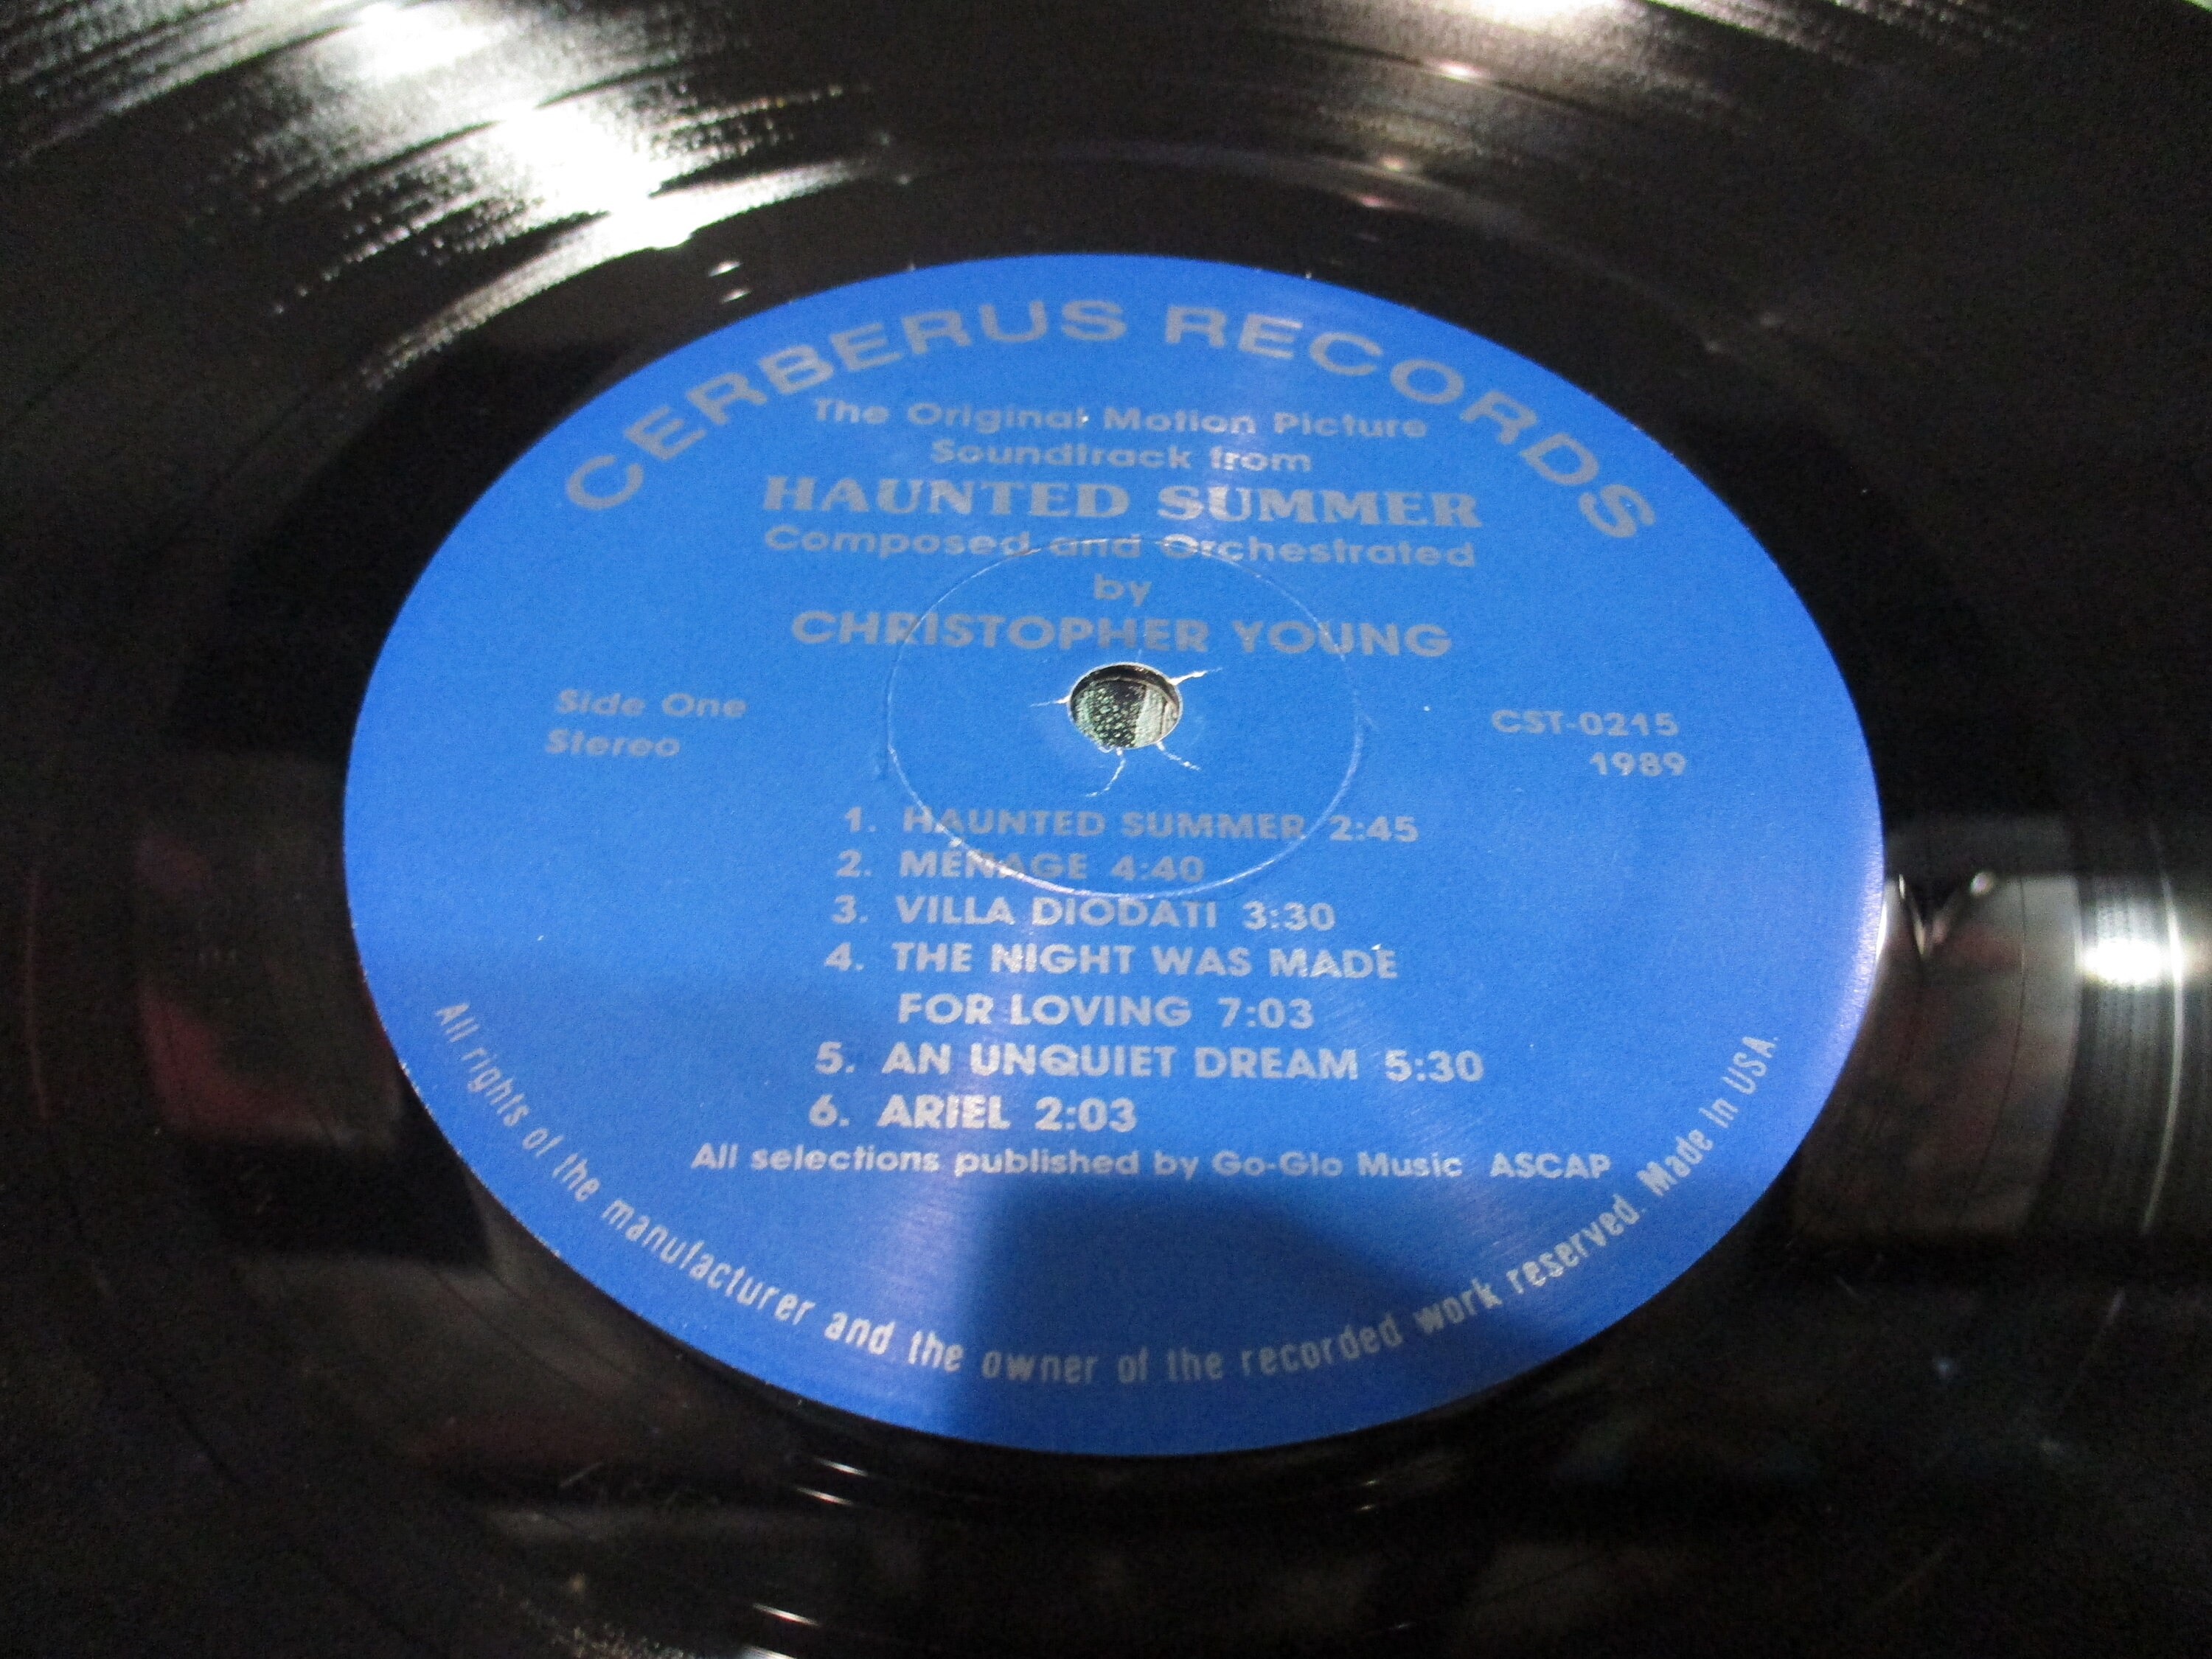 CERBERUS RECORDS
The Original Motion Picture
Soundtrack from
HAUNTED SUMMER
Composed and Orchestrated
by
CHRISTOPHER YOUNG
Side One
Stereo
CST-0215
1989
1. HAUNTED SUMMER 2:45
2. MÉNAGE 4:40
3. VILLA DIODATI 3:30
4. THE NIGHT WAS MADE
FOR LOVING 7:03
5. AN UNQUIET DREAM 5:30
6. ARIEL 2:03
All selections published by Go-Glo Music ASCAP
All rights of the manufacturer and the owner of the recorded work reserved. Made in USA.